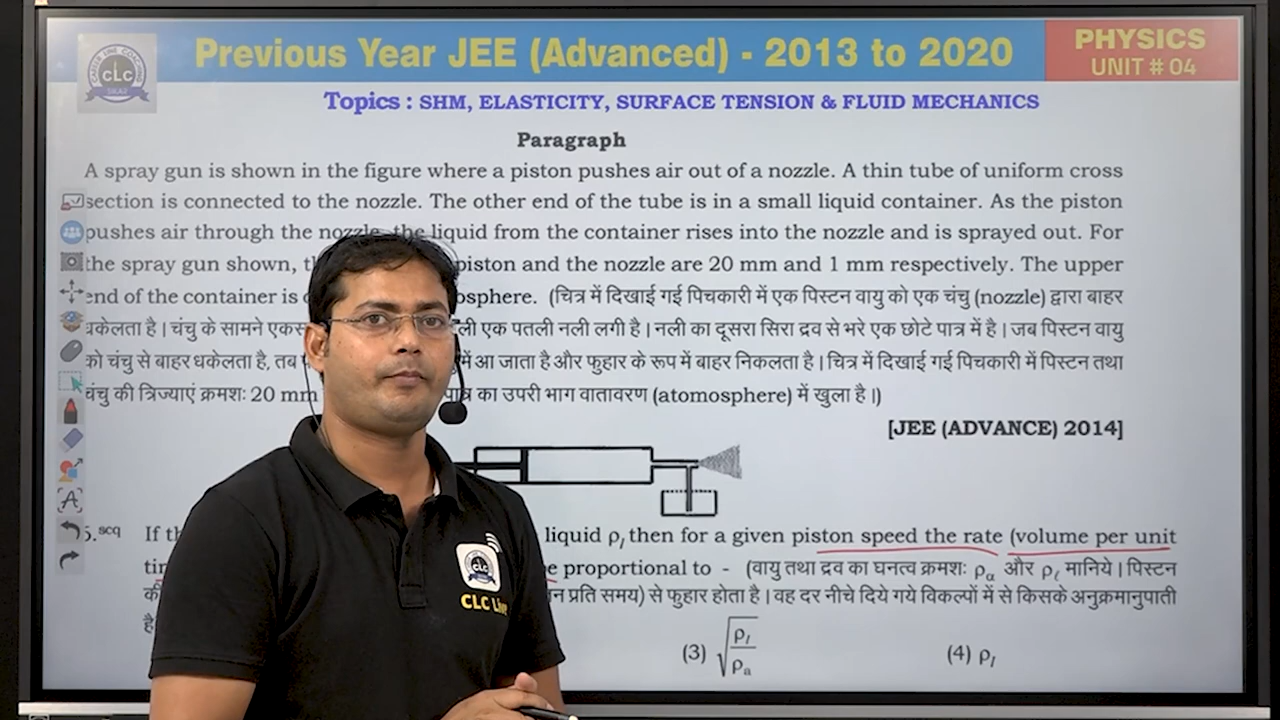 Previous Year JEE (Advanced) - 2013 to 2020
PHYSICS
UNIT # 04
CLC
SIKAR
Topics : SHM, ELASTICITY, SURFACE TENSION & FLUID MECHANICS
Paragraph
A spray gun is shown in the figure where a piston pushes air out of a nozzle. A thin tube of uniform cross
section is connected to the nozzle. The other end of the tube is in a small liquid container. As the piston
pushes air through the nozzle, the liquid from the container rises into the nozzle and is sprayed out. For
the spray gun shown, piston and the nozzle are 20 mm and 1 mm respectively. The upper
end of the container is (चित्र में दिखाई गई पिचकारी में एक पिस्टन वायु को एक चंचु (nozzle) द्वारा बाहर
धकेलता है। चंचु के सामने एक पतली नली लगी है। नली का दूसरा सिरा द्रव से भरे एक छोटे पात्र में है। जब पिस्टन वायु
को चंचु से बाहर धकेलता है, तब में आ जाता है और फुहार के रूप में बाहर निकलता है। चित्र में दिखाई गई पिचकारी में पिस्टन तथा
चंचु की त्रिज्याएं क्रमशः 20 mm का उपरी भाग वातावरण (atomosphere) में खुला है।)
[JEE (ADVANCE) 2014]
5.scq If liquid ρl then for a given piston speed the rate (volume per unit
proportional to - (वायु तथा द्रव का घनत्व क्रमशः ρα और ρℓ मानिये। पिस्टन
प्रति समय) से फुहार होता है। वह दर नीचे दिये गये विकल्पों में से किसके अनुक्रमानुपाती
है
(3) √(ρl/ρa) (4) ρl
CLC Live